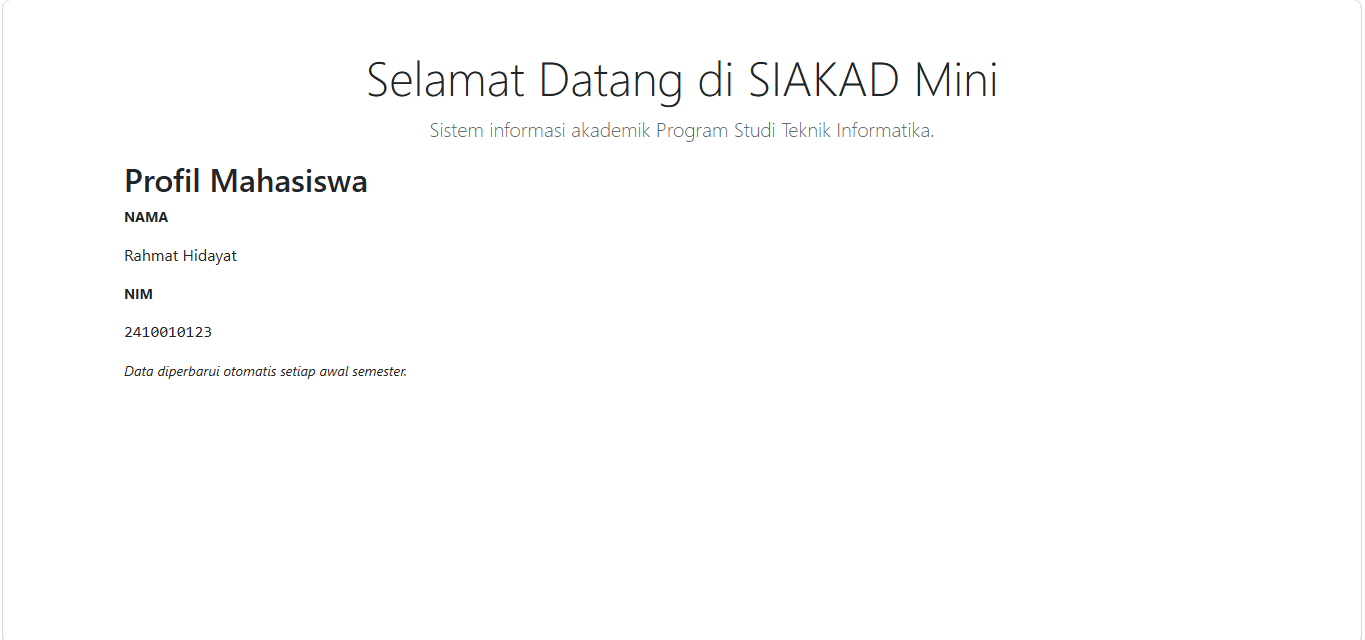 Selamat Datang di SIAKAD Mini
Sistem informasi akademik Program Studi Teknik Informatika.
Profil Mahasiswa
NAMA
Rahmat Hidayat
NIM
2410010123
Data diperbarui otomatis setiap awal semester.